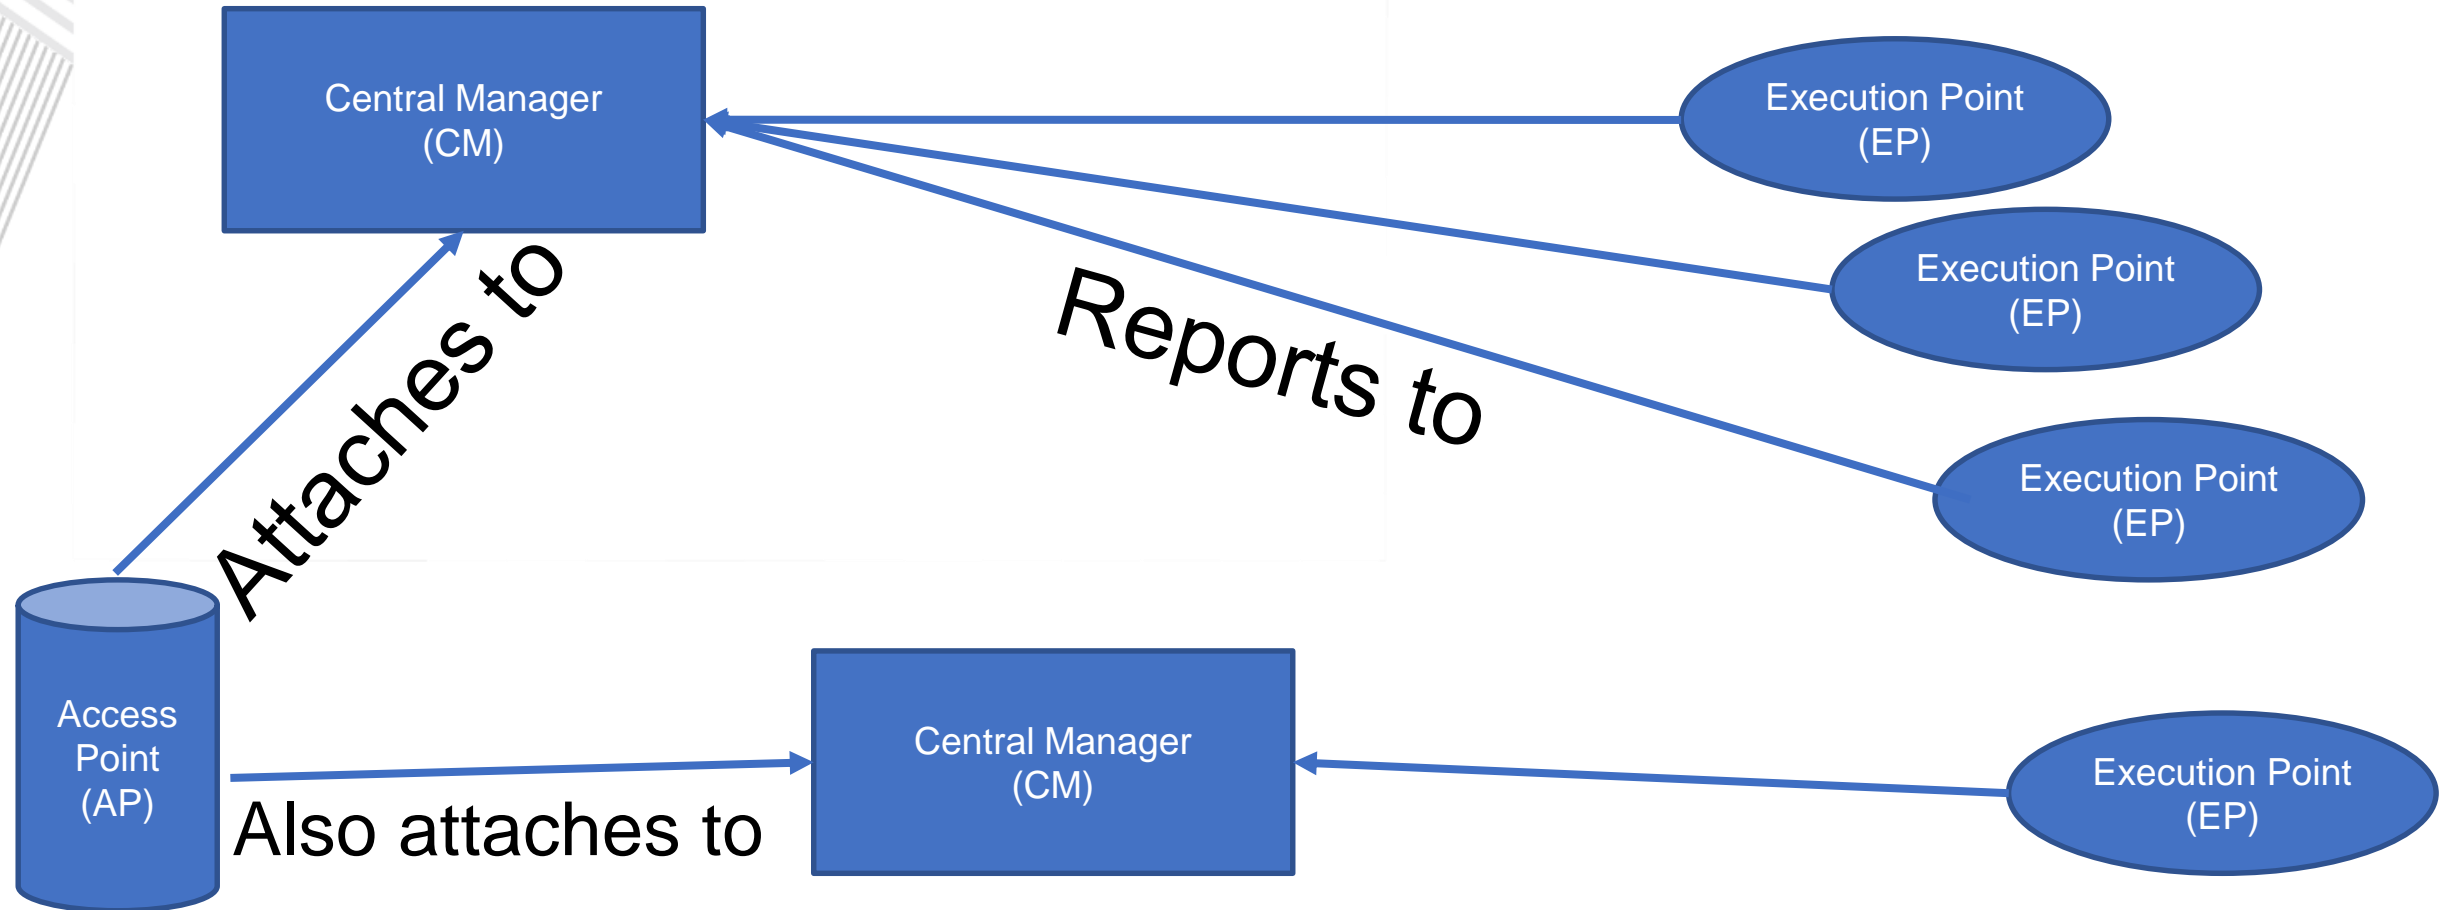 Central Manager
(CM)
Execution Point
(EP)
Execution Point
(EP)
Attaches to
Reports to
Execution Point
(EP)
Access
Point
(AP)
Also attaches to
Central Manager
(CM)
Execution Point
(EP)